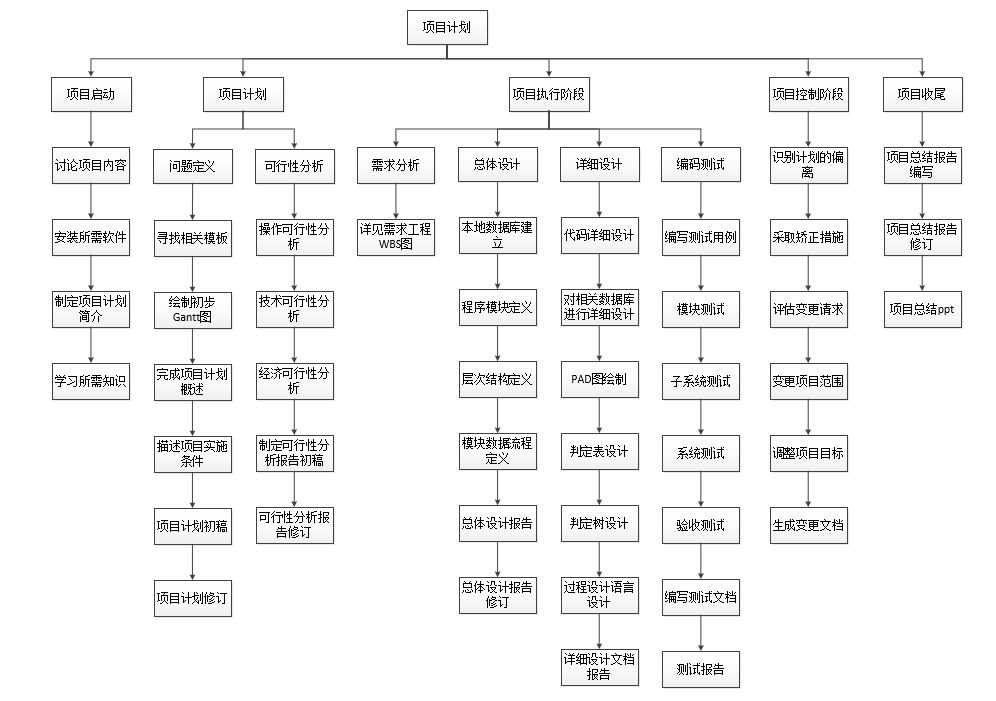 项目计划
项目启动
项目计划
项目执行阶段
项目控制阶段
项目收尾
讨论项目内容
安装所需软件
制定项目计划
简介
学习所需知识
问题定义
寻找相关模板
绘制初步
Gantt图
完成项目计划
概述
描述项目实施
条件
项目计划初稿
项目计划修订
可行性分析
操作可行性分
析
技术可行性分
析
经济可行性分
析
制定可行性分
析报告初稿
可行性分析报
告修订
需求分析
详见需求工程
WBS图
总体设计
本地数据库建
立
程序模块定义
层次结构定义
模块数据流程
定义
总体设计报告
总体设计报告
修订
详细设计
代码详细设计
对相关数据库
进行详细设计
PAD图绘制
判定表设计
判定树设计
过程设计语言
设计
详细设计文档
报告
编码测试
编写测试用例
模块测试
子系统测试
系统测试
验收测试
编写测试文档
测试报告
识别计划的偏
离
采取矫正措施
评估变更请求
变更项目范围
调整项目目标
生成变更文档
项目总结报告
编写
项目总结报告
修订
项目总结ppt